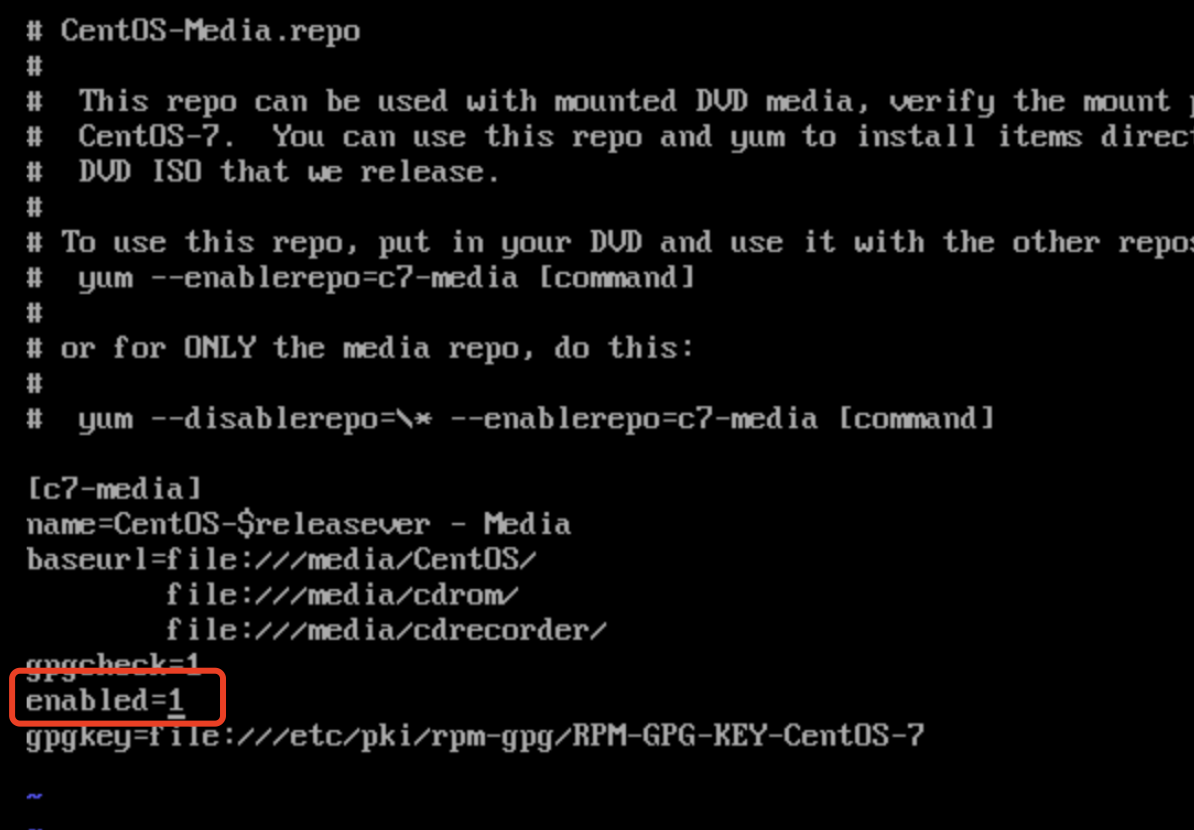 # CentOS-Media.repo
#
#  This repo can be used with mounted DVD media, verify the mount
#  CentOS-7.  You can use this repo and yum to install items
#  DVD ISO that we release.
#
# To use this repo, put in your DVD and use it with the other
#  yum --enablerepo=c7-media [command]
#
# or for ONLY the media repo, do this:
#
#  yum --disablerepo=\* --enablerepo=c7-media [command]

[c7-media]
name=CentOS-$releasever - Media
baseurl=file:///media/CentOS/
        file:///media/cdrom/
        file:///media/cdrecorder/
gpgcheck=1
enabled=1
gpgkey=file:///etc/pki/rpm-gpg/RPM-GPG-KEY-CentOS-7

~